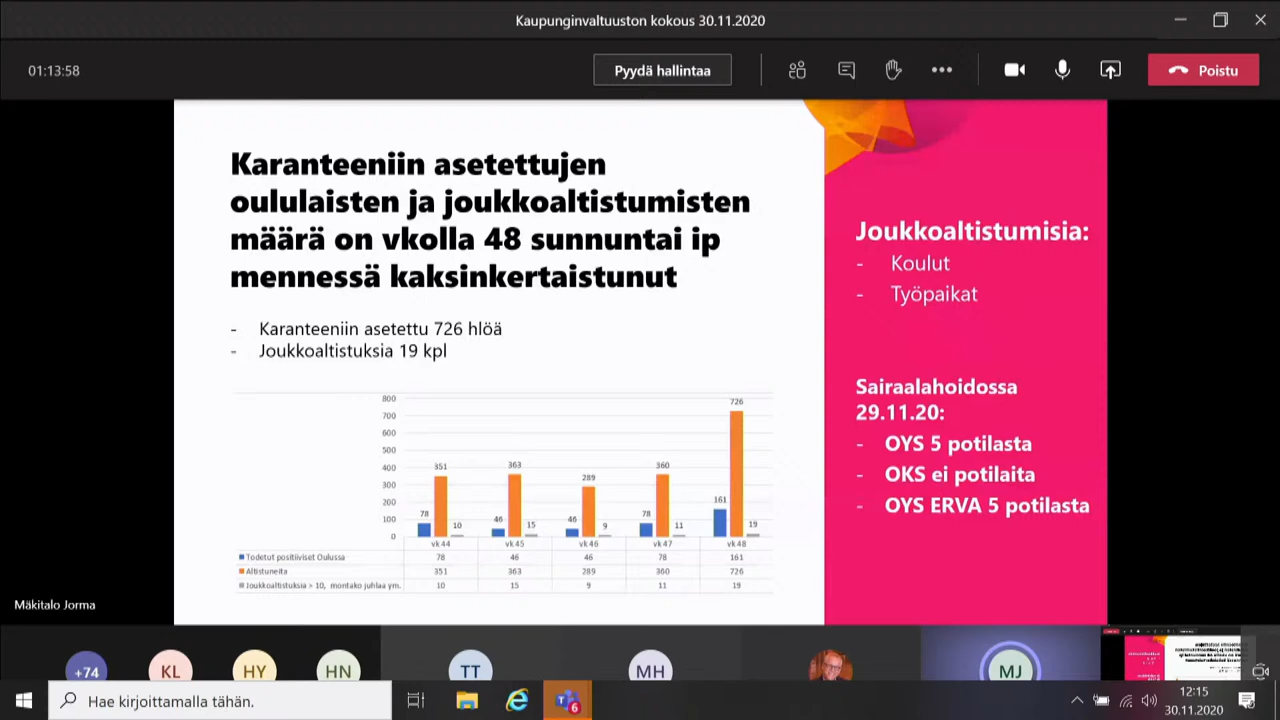 Kaupunginvaltuuston kokous 30.11.2020
01:13:58
Pyydä hallintaa
Poistu
Karanteeniin asetettujen
oululaisten ja joukkoaltistumisten
määrä on vkolla 48 sunnuntai ip
mennessä kaksinkertaistunut
- Karanteeniin asetettu 726 hlöä
- Joukkoaltistuksia 19 kpl
800
700
600
500
400
300
200
100
0
78 351 10
46 363 15
46 289 9
78 360 11
161 726 19
vk 44 vk 45 vk 46 vk 47 vk 48
Todetut positiiviset Oulussa 78 46 46 78 161
Altistuneita 351 363 289 360 726
Joukkoaltistuksia > 10, montako juhlaa ym. 10 15 9 11 19
Joukkoaltistumisia:
- Koulut
- Työpaikat
Sairaalahoidossa
29.11.20:
- OYS 5 potilasta
- OKS ei potilaita
- OYS ERVA 5 potilasta
Mäkitalo Jorma
+74 KL HY HN TT MH MJ
Hae kirjoittamalla tähän.
6
12:15
30.11.2020